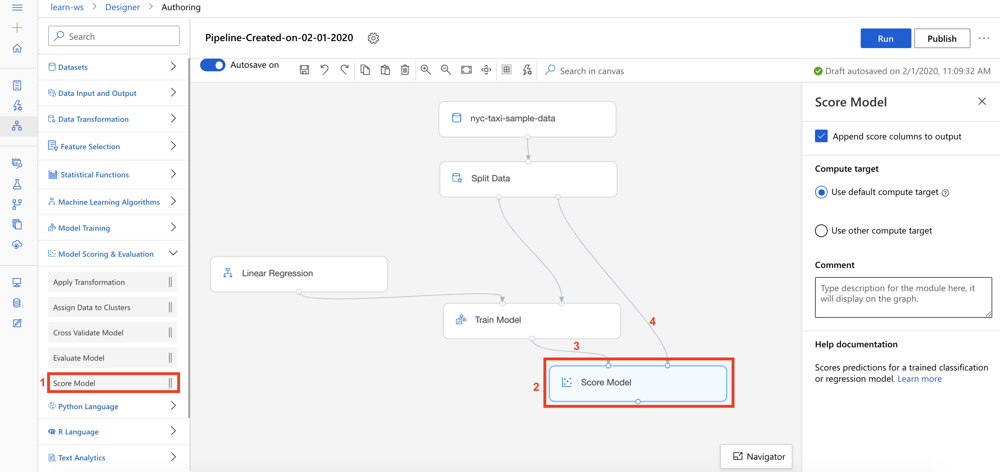 learn-ws > Designer > Authoring
Search
Pipeline-Created-on-02-01-2020
Run
Publish
...
Autosave on
Search in canvas
Draft autosaved on 2/1/2020, 11:09:32 AM
Datasets
Data Input and Output
Data Transformation
Feature Selection
Statistical Functions
Machine Learning Algorithms
Model Training
Model Scoring & Evaluation
Apply Transformation
Assign Data to Clusters
Cross Validate Model
Evaluate Model
1
Score Model
Python Language
R Language
Text Analytics
nyc-taxi-sample-data
Split Data
Linear Regression
Train Model
4
3
2
Score Model
Navigator
Score Model
Append score columns to output
Compute target
Use default compute target
Use other compute target
Comment
Type description for the module here, it
will display on the graph.
Help documentation
Scores predictions for a trained classification
or regression model. Learn more